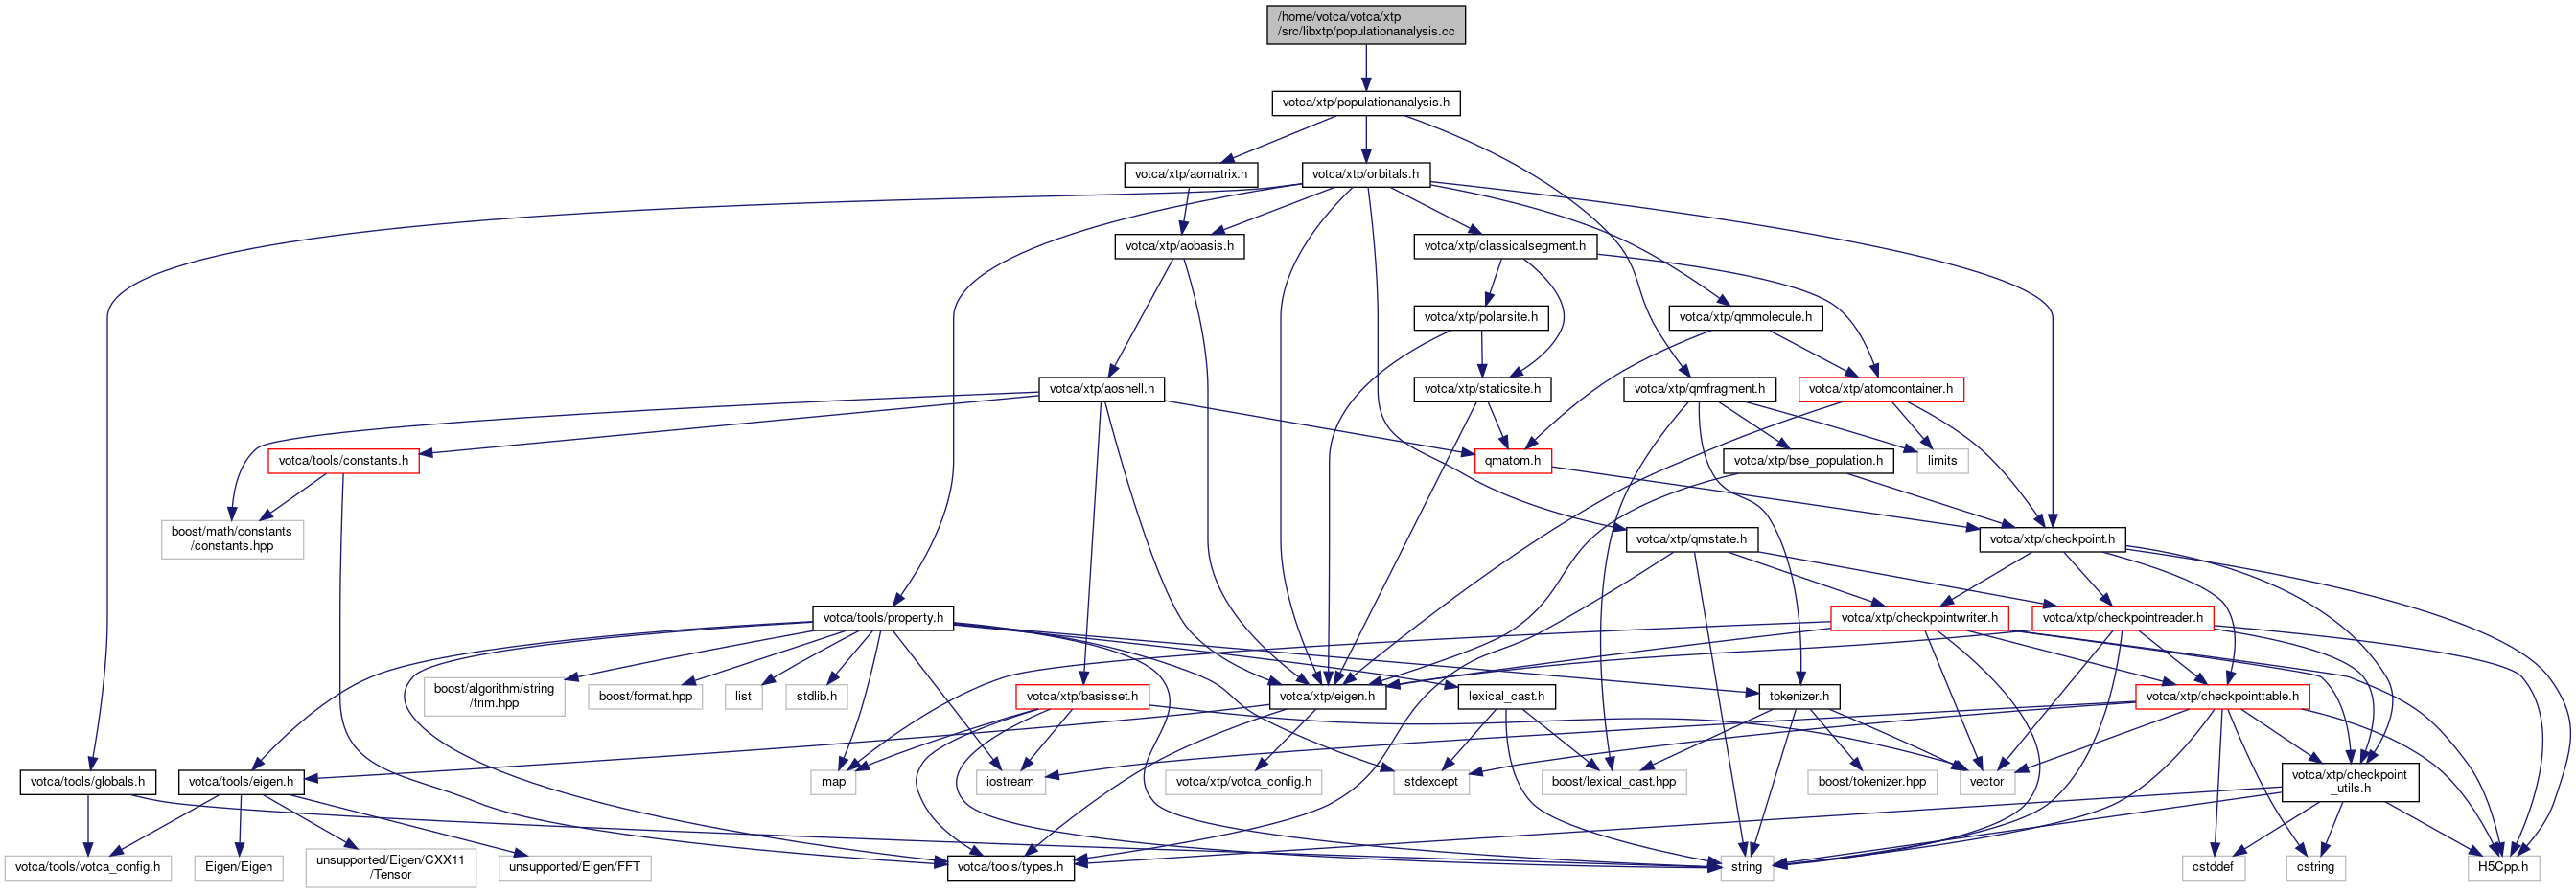 /home/votca/votca/xtp
/src/libxtp/populationanalysis.cc
votca/xtp/populationanalysis.h
votca/xtp/aomatrix.h
votca/xtp/orbitals.h
votca/xtp/aobasis.h
votca/xtp/classicalsegment.h
votca/xtp/polarsite.h
votca/xtp/qmmolecule.h
votca/xtp/aoshell.h
votca/xtp/staticsite.h
votca/xtp/qmfragment.h
votca/xtp/atomcontainer.h
votca/tools/constants.h
qmatom.h
votca/xtp/bse_population.h
limits
boost/math/constants
/constants.hpp
votca/xtp/qmstate.h
votca/xtp/checkpoint.h
votca/tools/property.h
votca/xtp/checkpointwriter.h
votca/xtp/checkpointreader.h
boost/algorithm/string
/trim.hpp
boost/format.hpp
list
stdlib.h
votca/xtp/basisset.h
votca/xtp/eigen.h
lexical_cast.h
tokenizer.h
votca/xtp/checkpointtable.h
votca/tools/globals.h
votca/tools/eigen.h
map
iostream
votca/xtp/votca_config.h
stdexcept
boost/lexical_cast.hpp
boost/tokenizer.hpp
vector
votca/xtp/checkpoint
_utils.h
votca/tools/votca_config.h
Eigen/Eigen
unsupported/Eigen/CXX11
/Tensor
unsupported/Eigen/FFT
votca/tools/types.h
string
cstddef
cstring
H5Cpp.h